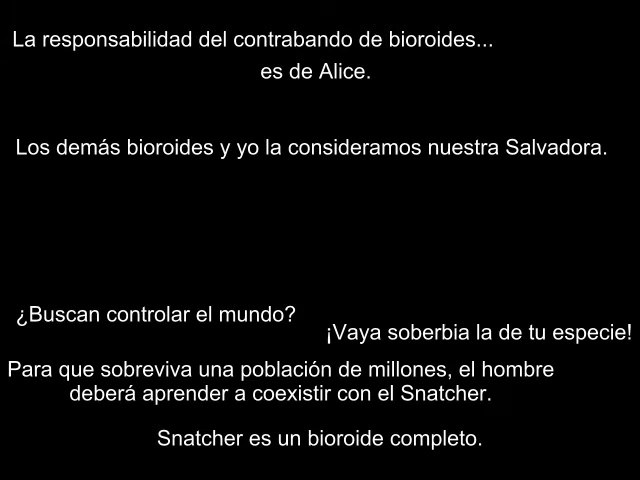 La responsabilidad del contrabando de bioroides...
es de Alice.
Los demás bioroides y yo la consideramos nuestra Salvadora.
¿Buscan controlar el mundo?
¡Vaya soberbia la de tu especie!
Para que sobreviva una población de millones, el hombre
deberá aprender a coexistir con el Snatcher.
Snatcher es un bioroide completo.